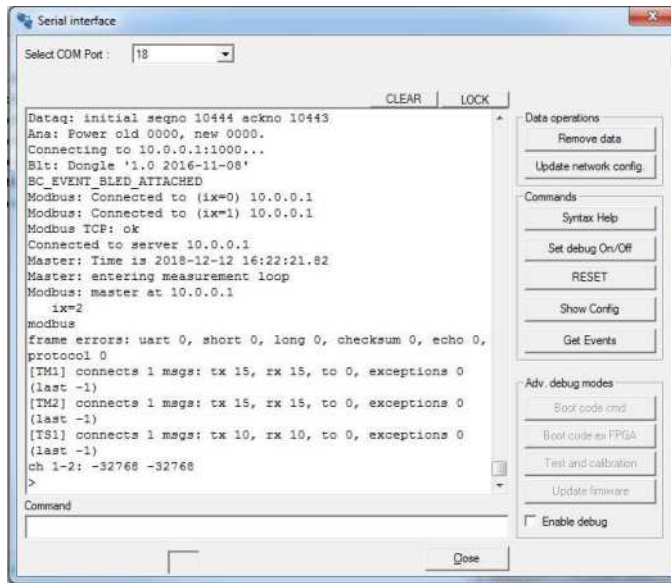 Serial interface
Select COM Port :
18
CLEAR
LOCK
Dataq: initial seqno 10444 ackno 10443
Ana: Power old 0000, new 0000.
Connecting to 10.0.0.1:1000...
Blt: Dongle '1.0 2016-11-08'
BC_EVENT_BLED_ATTACHED
Modbus: Connected to (ix=0) 10.0.0.1
Modbus: Connected to (ix=1) 10.0.0.1
Modbus TCP: ok
Connected to server 10.0.0.1
Master: Time is 2018-12-12 16:22:21.82
Master: entering measurement loop
Modbus: master at 10.0.0.1
ix=2
modbus
frame errors: uart 0, short 0, long 0, checksum 0, echo 0,
protocol 0
[TM1] connects 1 msgs: tx 15, rx 15, to 0, exceptions 0
(last -1)
[TM2] connects 1 msgs: tx 15, rx 15, to 0, exceptions 0
(last -1)
[TS1] connects 1 msgs: tx 10, rx 10, to 0, exceptions 0
(last -1)
ch 1-2: -32768 -32768
>
Command
Close
Data operations
Remove data
Update network config.
Commands
Syntax Help
Set debug On/Off
RESET
Show Config
Get Events
Adv. debug modes
Boot code cmd
Boot code ex FPGA
Test and calibration
Update firmware
Enable debug